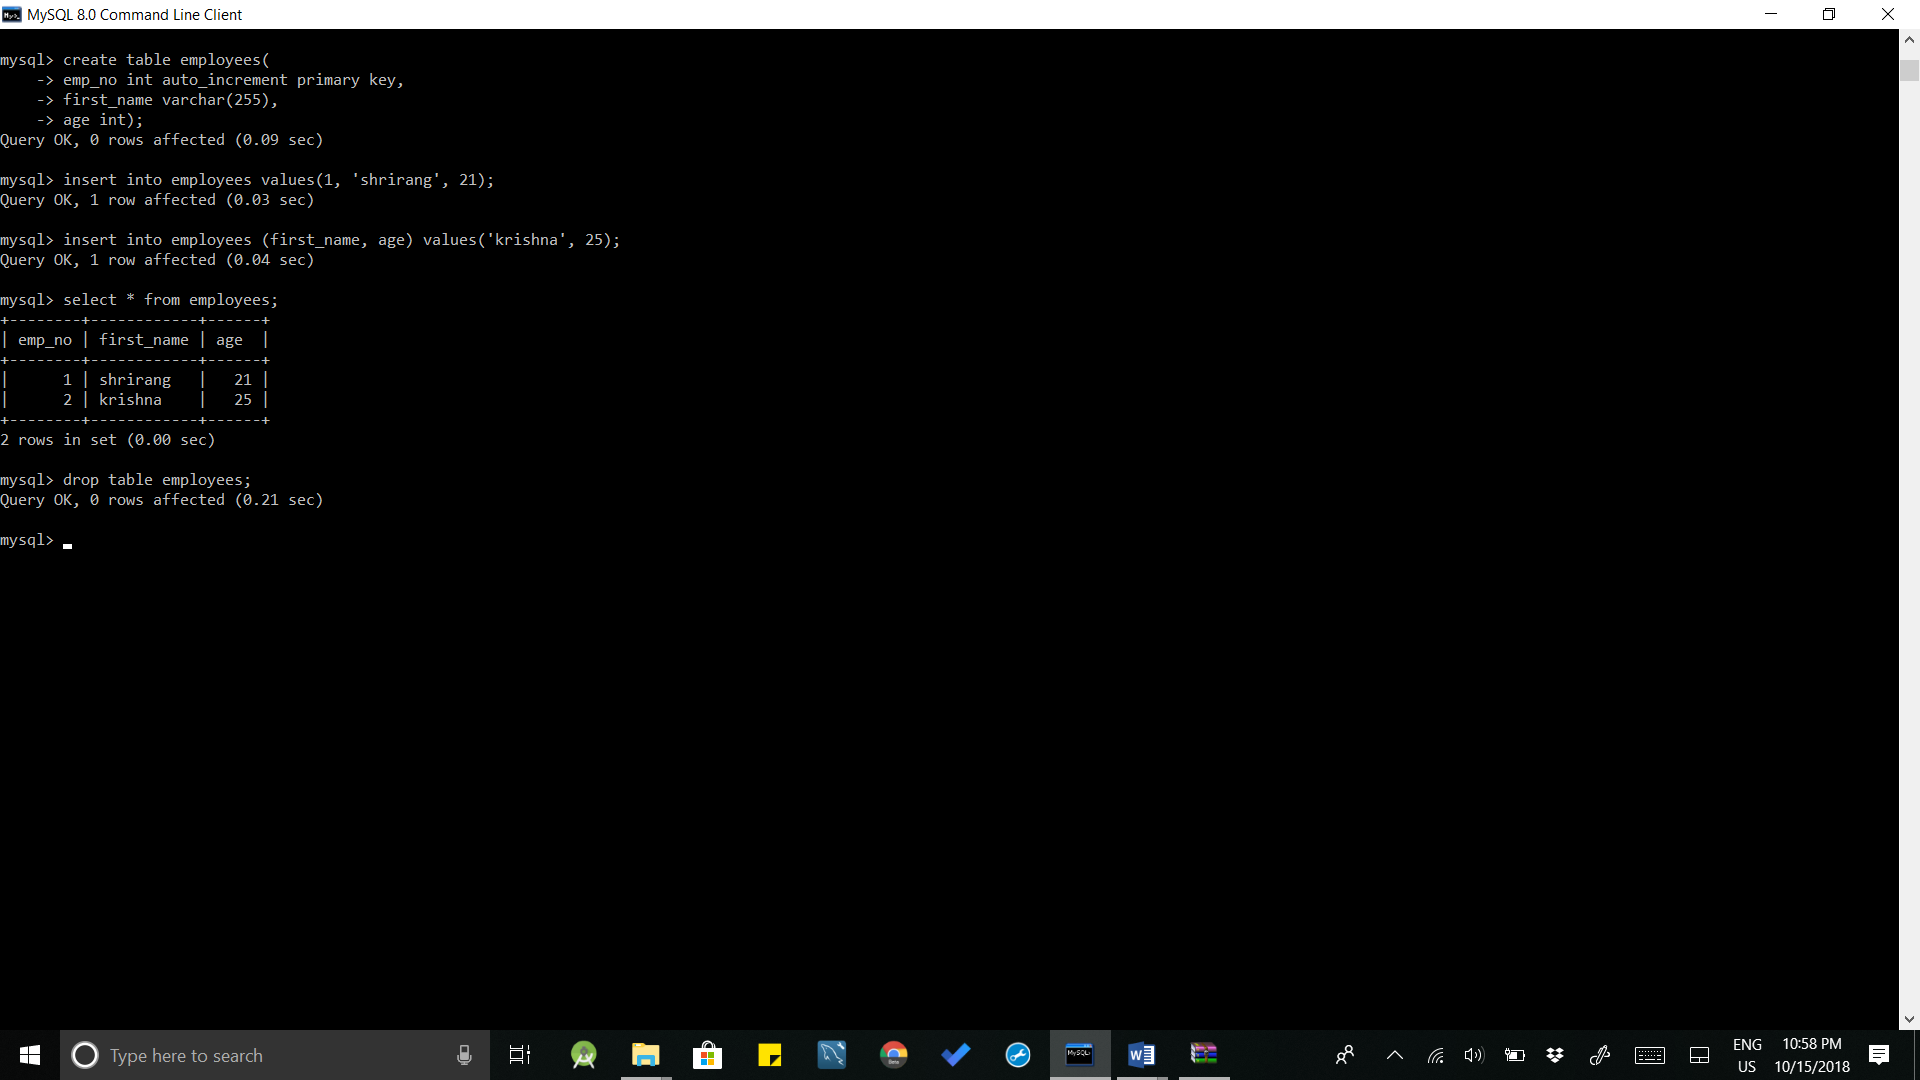 MySQL 8.0 Command Line Client
mysql> create table employees(
    -> emp_no int auto_increment primary key,
    -> first_name varchar(255),
    -> age int);
Query OK, 0 rows affected (0.09 sec)

mysql> insert into employees values(1, 'shrirang', 21);
Query OK, 1 row affected (0.03 sec)

mysql> insert into employees (first_name, age) values('krishna', 25);
Query OK, 1 row affected (0.04 sec)

mysql> select * from employees;
+--------+------------+------+
| emp_no | first_name | age  |
+--------+------------+------+
|      1 | shrirang   |   21 |
|      2 | krishna    |   25 |
+--------+------------+------+
2 rows in set (0.00 sec)

mysql> drop table employees;
Query OK, 0 rows affected (0.21 sec)

mysql> _
Type here to search
ENG
US
10:58 PM
10/15/2018